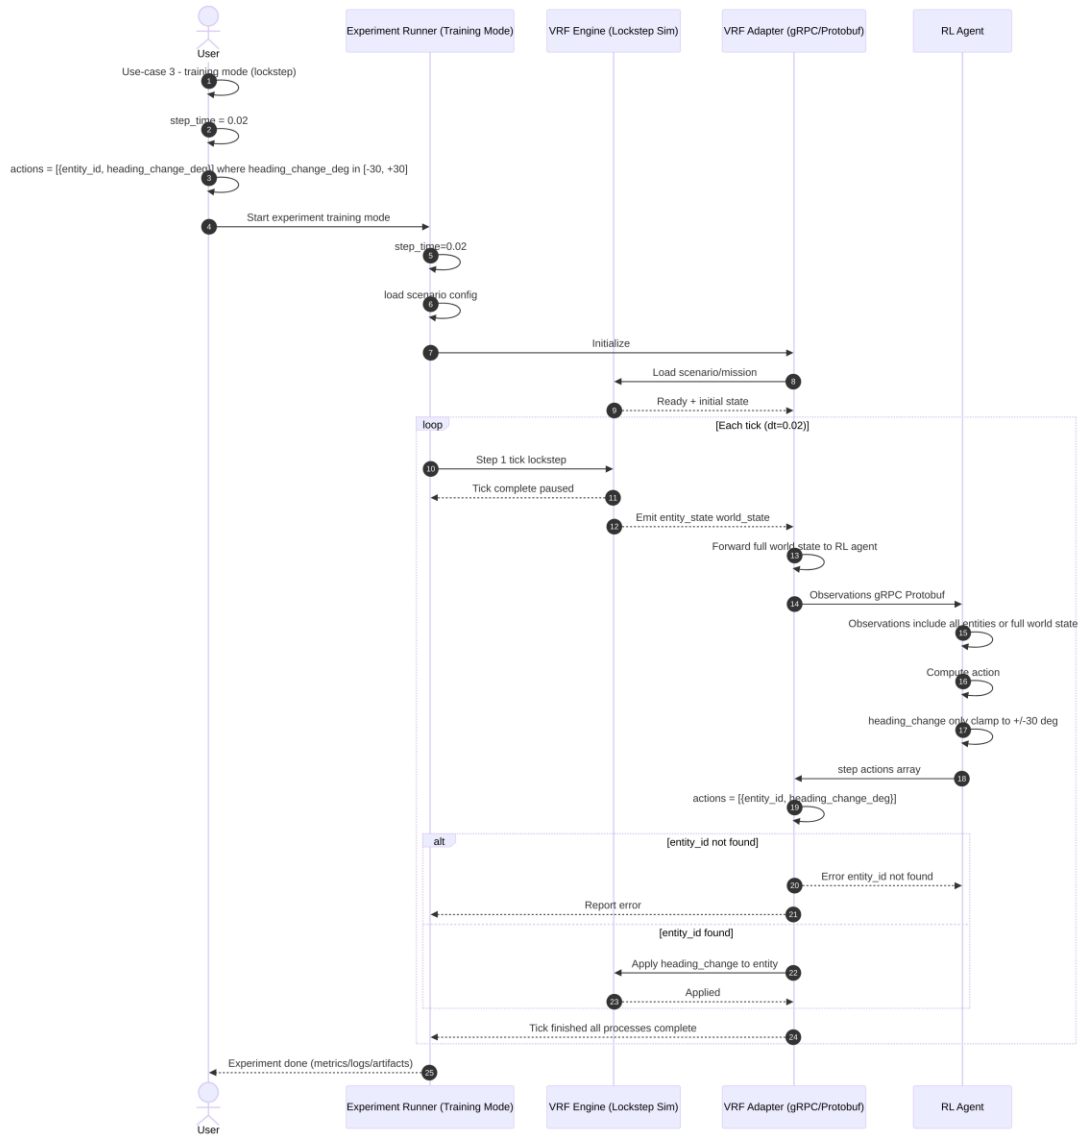 User
Experiment Runner (Training Mode)
VRF Engine (Lockstep Sim)
VRF Adapter (gRPC/Protobuf)
RL Agent
Use-case 3 - training mode (lockstep)
1
step_time = 0.02
2
actions = [{entity_id, heading_change_deg}] where heading_change_deg in [-30, +30]
3
Start experiment training mode
4
step_time=0.02
5
load scenario config
6
Initialize
7
Load scenario/mission
8
Ready + initial state
9
loop
[Each tick (dt=0.02)]
Step 1 tick lockstep
10
Tick complete paused
11
Emit entity_state world_state
12
Forward full world state to RL agent
13
Observations gRPC Protobuf
14
Observations include all entities or full world state
15
Compute action
16
heading_change only clamp to +/-30 deg
17
step actions array
18
actions = [{entity_id, heading_change_deg}]
19
alt
[entity_id not found]
Error entity_id not found
20
Report error
21
[entity_id found]
Apply heading_change to entity
22
Applied
23
Tick finished all processes complete
24
Experiment done (metrics/logs/artifacts)
25
User
Experiment Runner (Training Mode)
VRF Engine (Lockstep Sim)
VRF Adapter (gRPC/Protobuf)
RL Agent